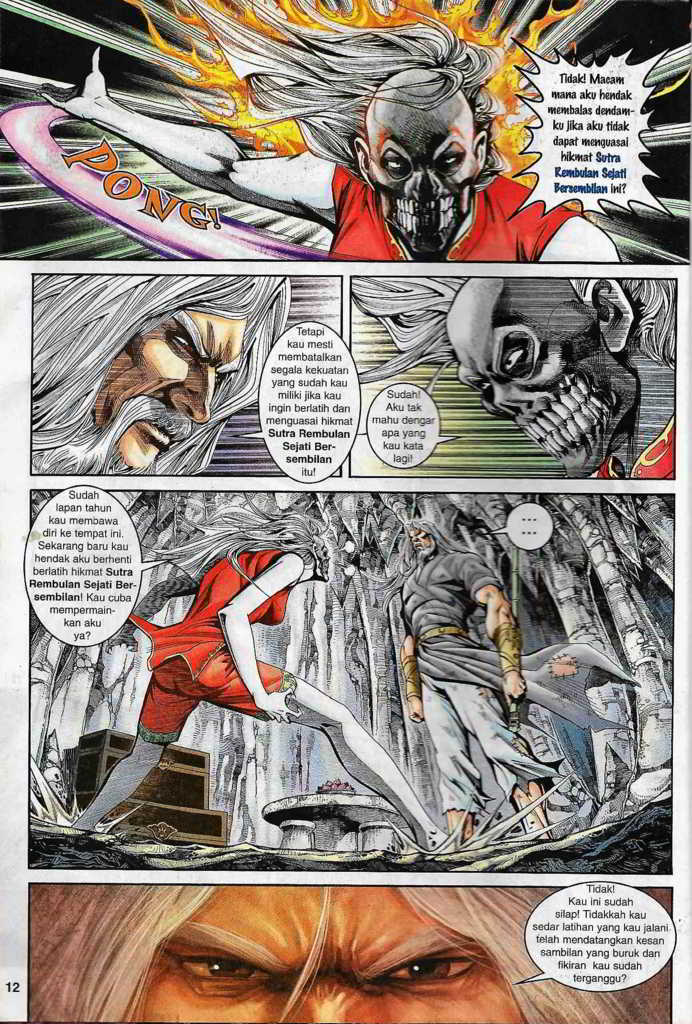 Tidak! Macam
mana aku hendak
membalas dendam-
ku jika aku tidak
dapat menguasai
hikmat Sutra
Rembulan Sejati
Bersembilan ini?
PONG!
Tetapi
kau mesti
membatalkan
segala kekuatan
yang sudah kau
miliki jika kau
ingin berlatih dan
menguasai hikmat
Sutra Rembulan
Sejati Ber-
sembilan
itu!
Sudah!
Aku tak
mahu dengar
apa yang
kau kata
lagi!
Sudah
lapan tahun
kau membawa
diri ke tempat ini.
Sekarang baru kau
hendak aku berhenti
berlatih hikmat Sutra
Rembulan Sejati Ber-
sembilan! Kau cuba
mempermain-
kan aku
ya?
...
...
Tidak!
Kau ini sudah
silap! Tidakkah kau
sedar latihan yang kau jalani
telah mendatangkan kesan
sambilan yang buruk dan
fikiran kau sudah
terganggu?
12